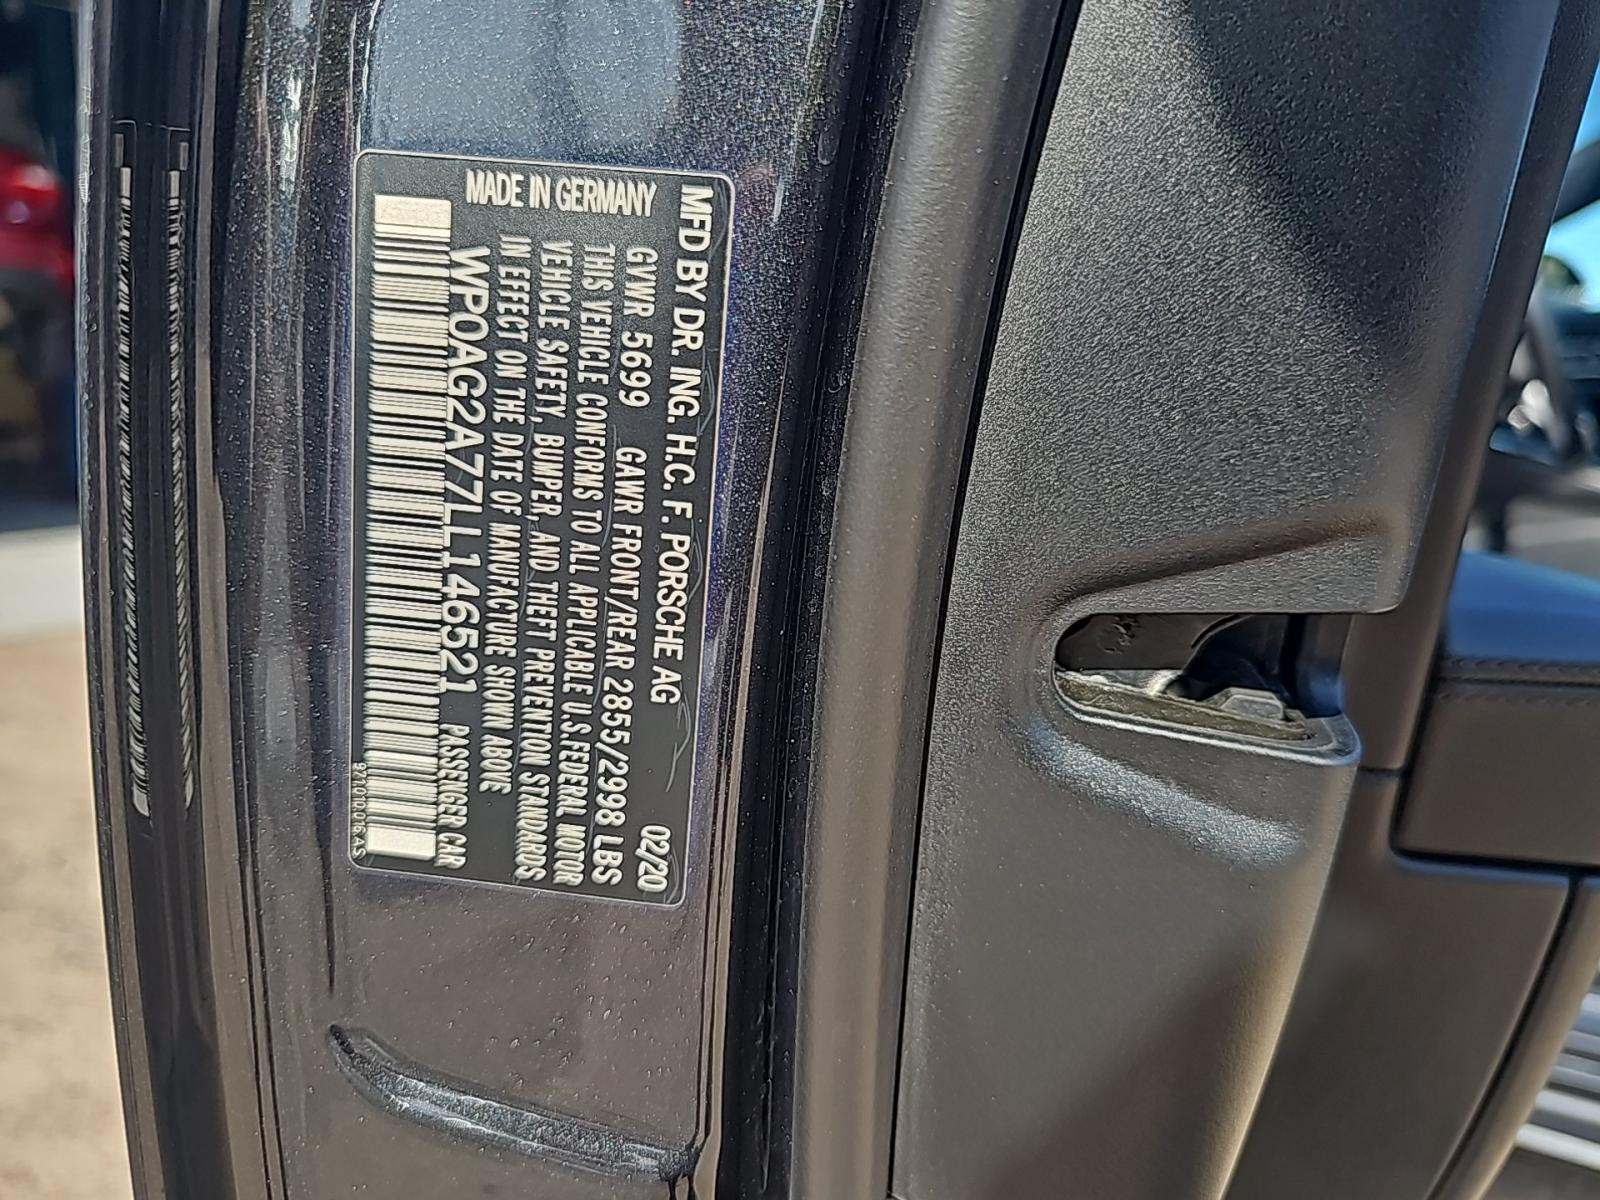 MFD BY DR. ING. H.C. F. PORSCHE AG 02/20
MADE IN GERMANY
GVWR 5699 GAWR FRONT/REAR 2855/2998 LBS
THIS VEHICLE CONFORMS TO ALL APPLICABLE U.S.FEDERAL MOTOR
VEHICLE SAFETY, BUMPER, AND THEFT PREVENTION STANDARDS
IN EFFECT ON THE DATE OF MANUFACTURE SHOWN ABOVE
WP0AG2A77LL146521 PASSENGER CAR